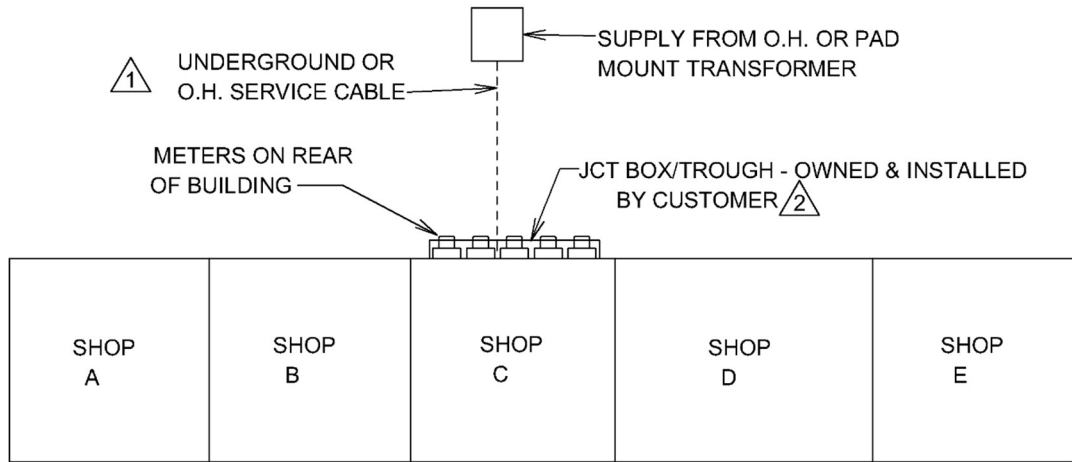 SUPPLY FROM O.H. OR PAD
MOUNT TRANSFORMER
1
UNDERGROUND OR
O.H. SERVICE CABLE
METERS ON REAR
OF BUILDING
JCT BOX/TROUGH - OWNED & INSTALLED
BY CUSTOMER 2
SHOP
A
SHOP
B
SHOP
C
SHOP
D
SHOP
E